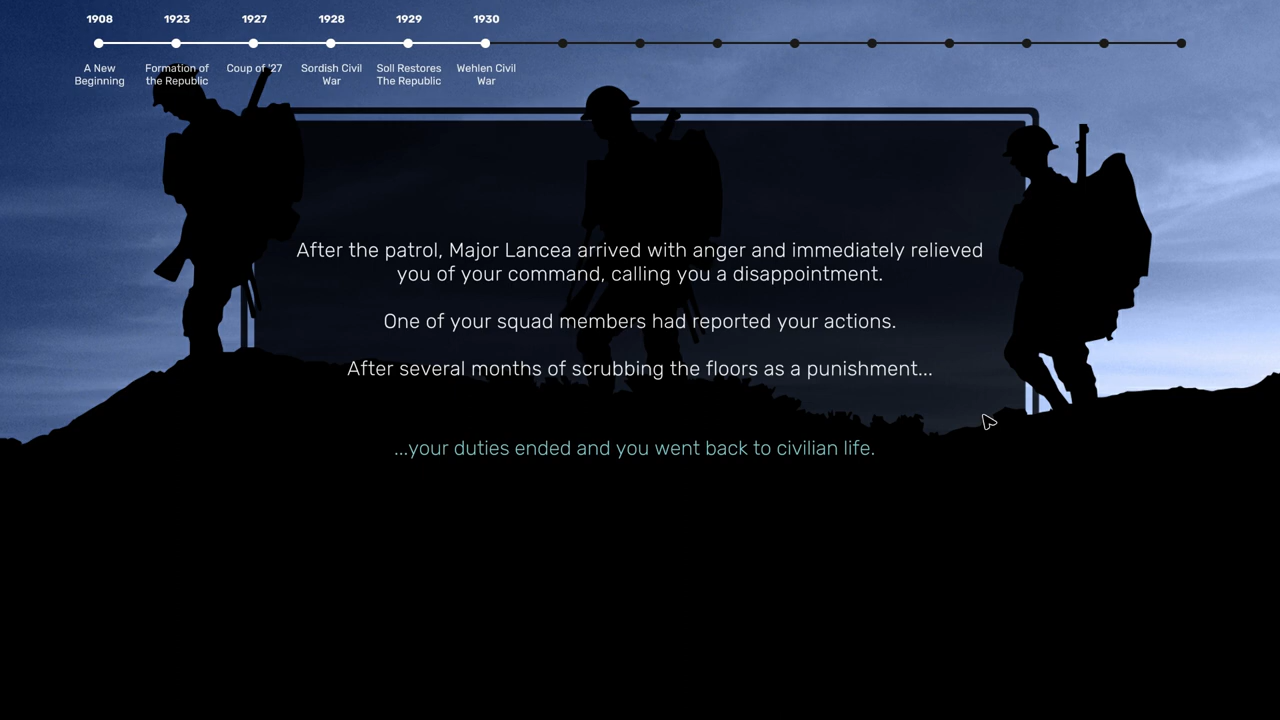 1908 1923 1927 1928 1929 1930
A New Formation of Coup of '27 Sordish Civil Soll Restores Wehlen Civil
Beginning the Republic War The Republic War
After the patrol, Major Lancea arrived with anger and immediately relieved
you of your command, calling you a disappointment.
One of your squad members had reported your actions.
After several months of scrubbing the floors as a punishment...
...your duties ended and you went back to civilian life.